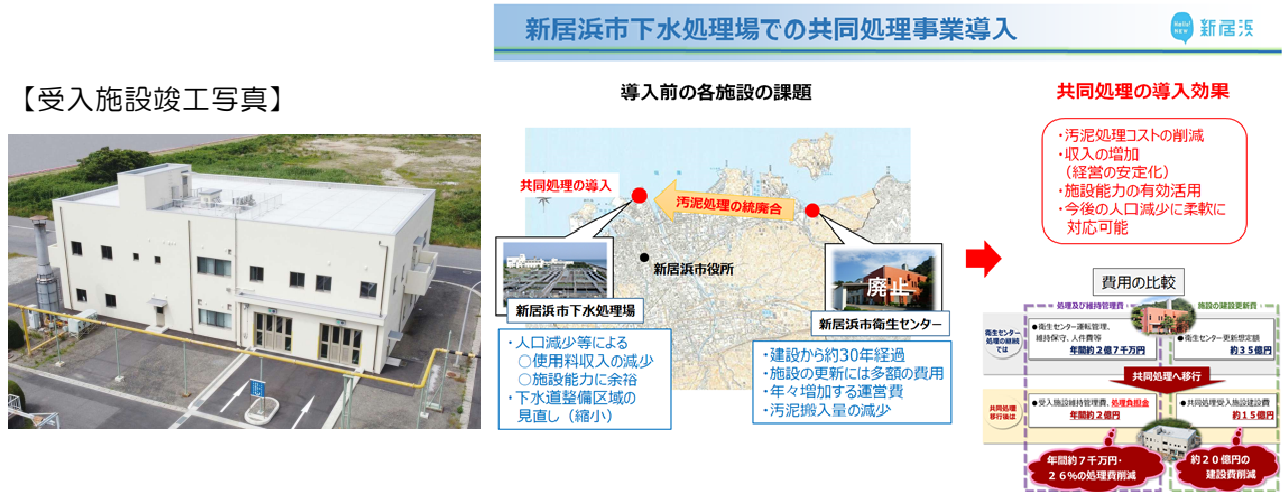 新居浜市下水処理場での共同処理事業導入
Hello! NEW
新居浜
【受入施設竣工写真】
導入前の各施設の課題
共同処理の導入
汚泥処理の統廃合
新居浜市役所
廃止
新居浜市下水処理場
新居浜市衛生センター
・人口減少等による
○使用料収入の減少
○施設能力に余裕
・下水道整備区域の
見直し（縮小）
・建設から約30年経過
・施設の更新には多額の費用
・年々増加する運営費
・汚泥搬入量の減少
共同処理の導入効果
・汚泥処理コストの削減
・収入の増加
（経営の安定化）
・施設能力の有効活用
・今後の人口減少に柔軟に
対応可能
費用の比較
処理及び維持管理費
施設の建設更新費
衛生センター
処理の継続
では
●衛生センター運転管理、
維持保守、人件費等
年間約２億７千万円
●衛生センター更新想定額
約３５億円
共同処理へ移行
共同処理
移行後は
●受入施設維持管理費、処理負担金
年間約２億円
●共同処理受入施設建設費
約１５億円
年間約７千万円・
２６％の処理費削減
約２０億円の
建設費削減